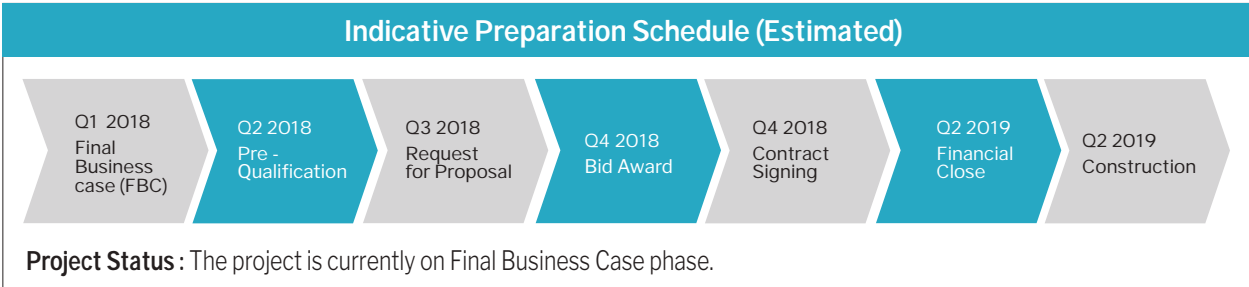 Indicative Preparation Schedule (Estimated)
Q1 2018
Final
Business
case (FBC)
Q2 2018
Pre -
Qualification
Q3 2018
Request
for Proposal
Q4 2018
Bid Award
Q4 2018
Contract
Signing
Q2 2019
Financial
Close
Q2 2019
Construction
Project Status : The project is currently on Final Business Case phase.